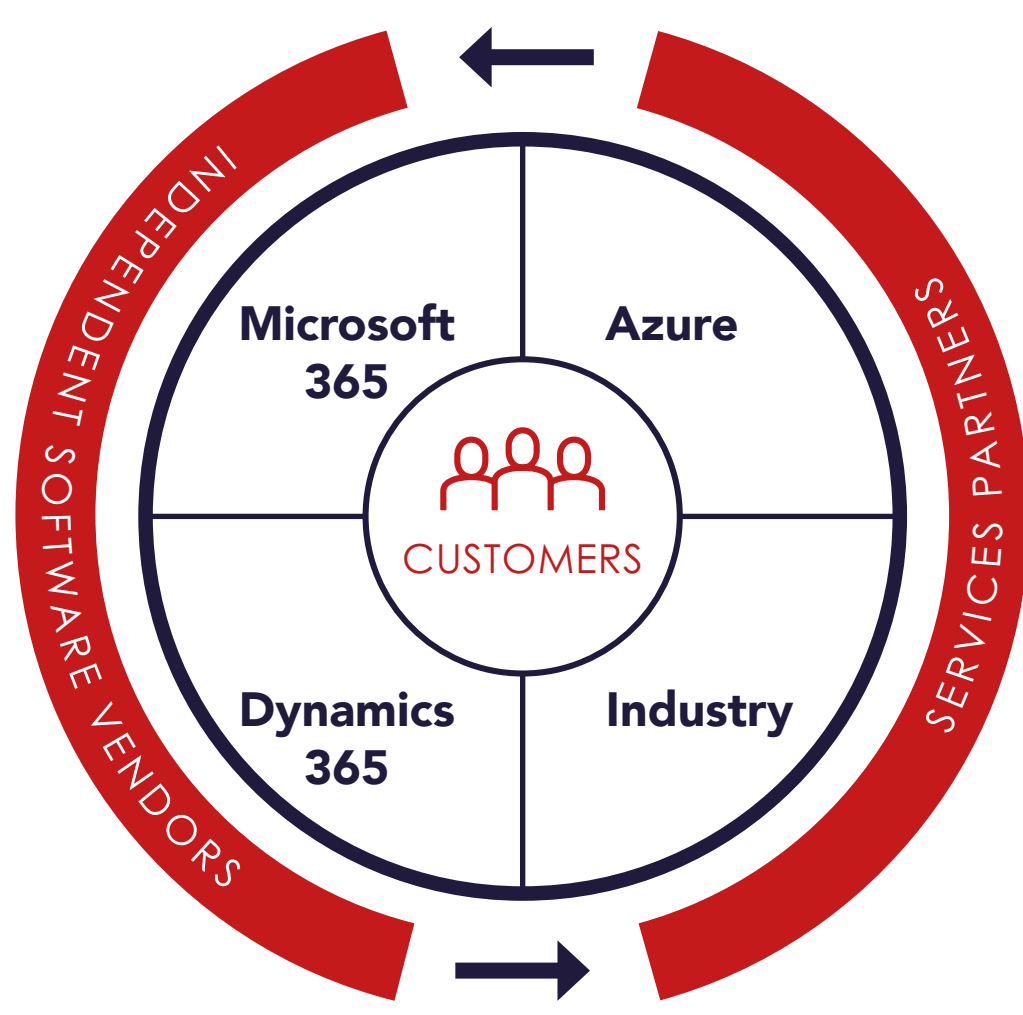 INDEPENDENT SOFTWARE VENDORS
SERVICES PARTNERS
Microsoft
365
Azure
CUSTOMERS
Dynamics
365
Industry